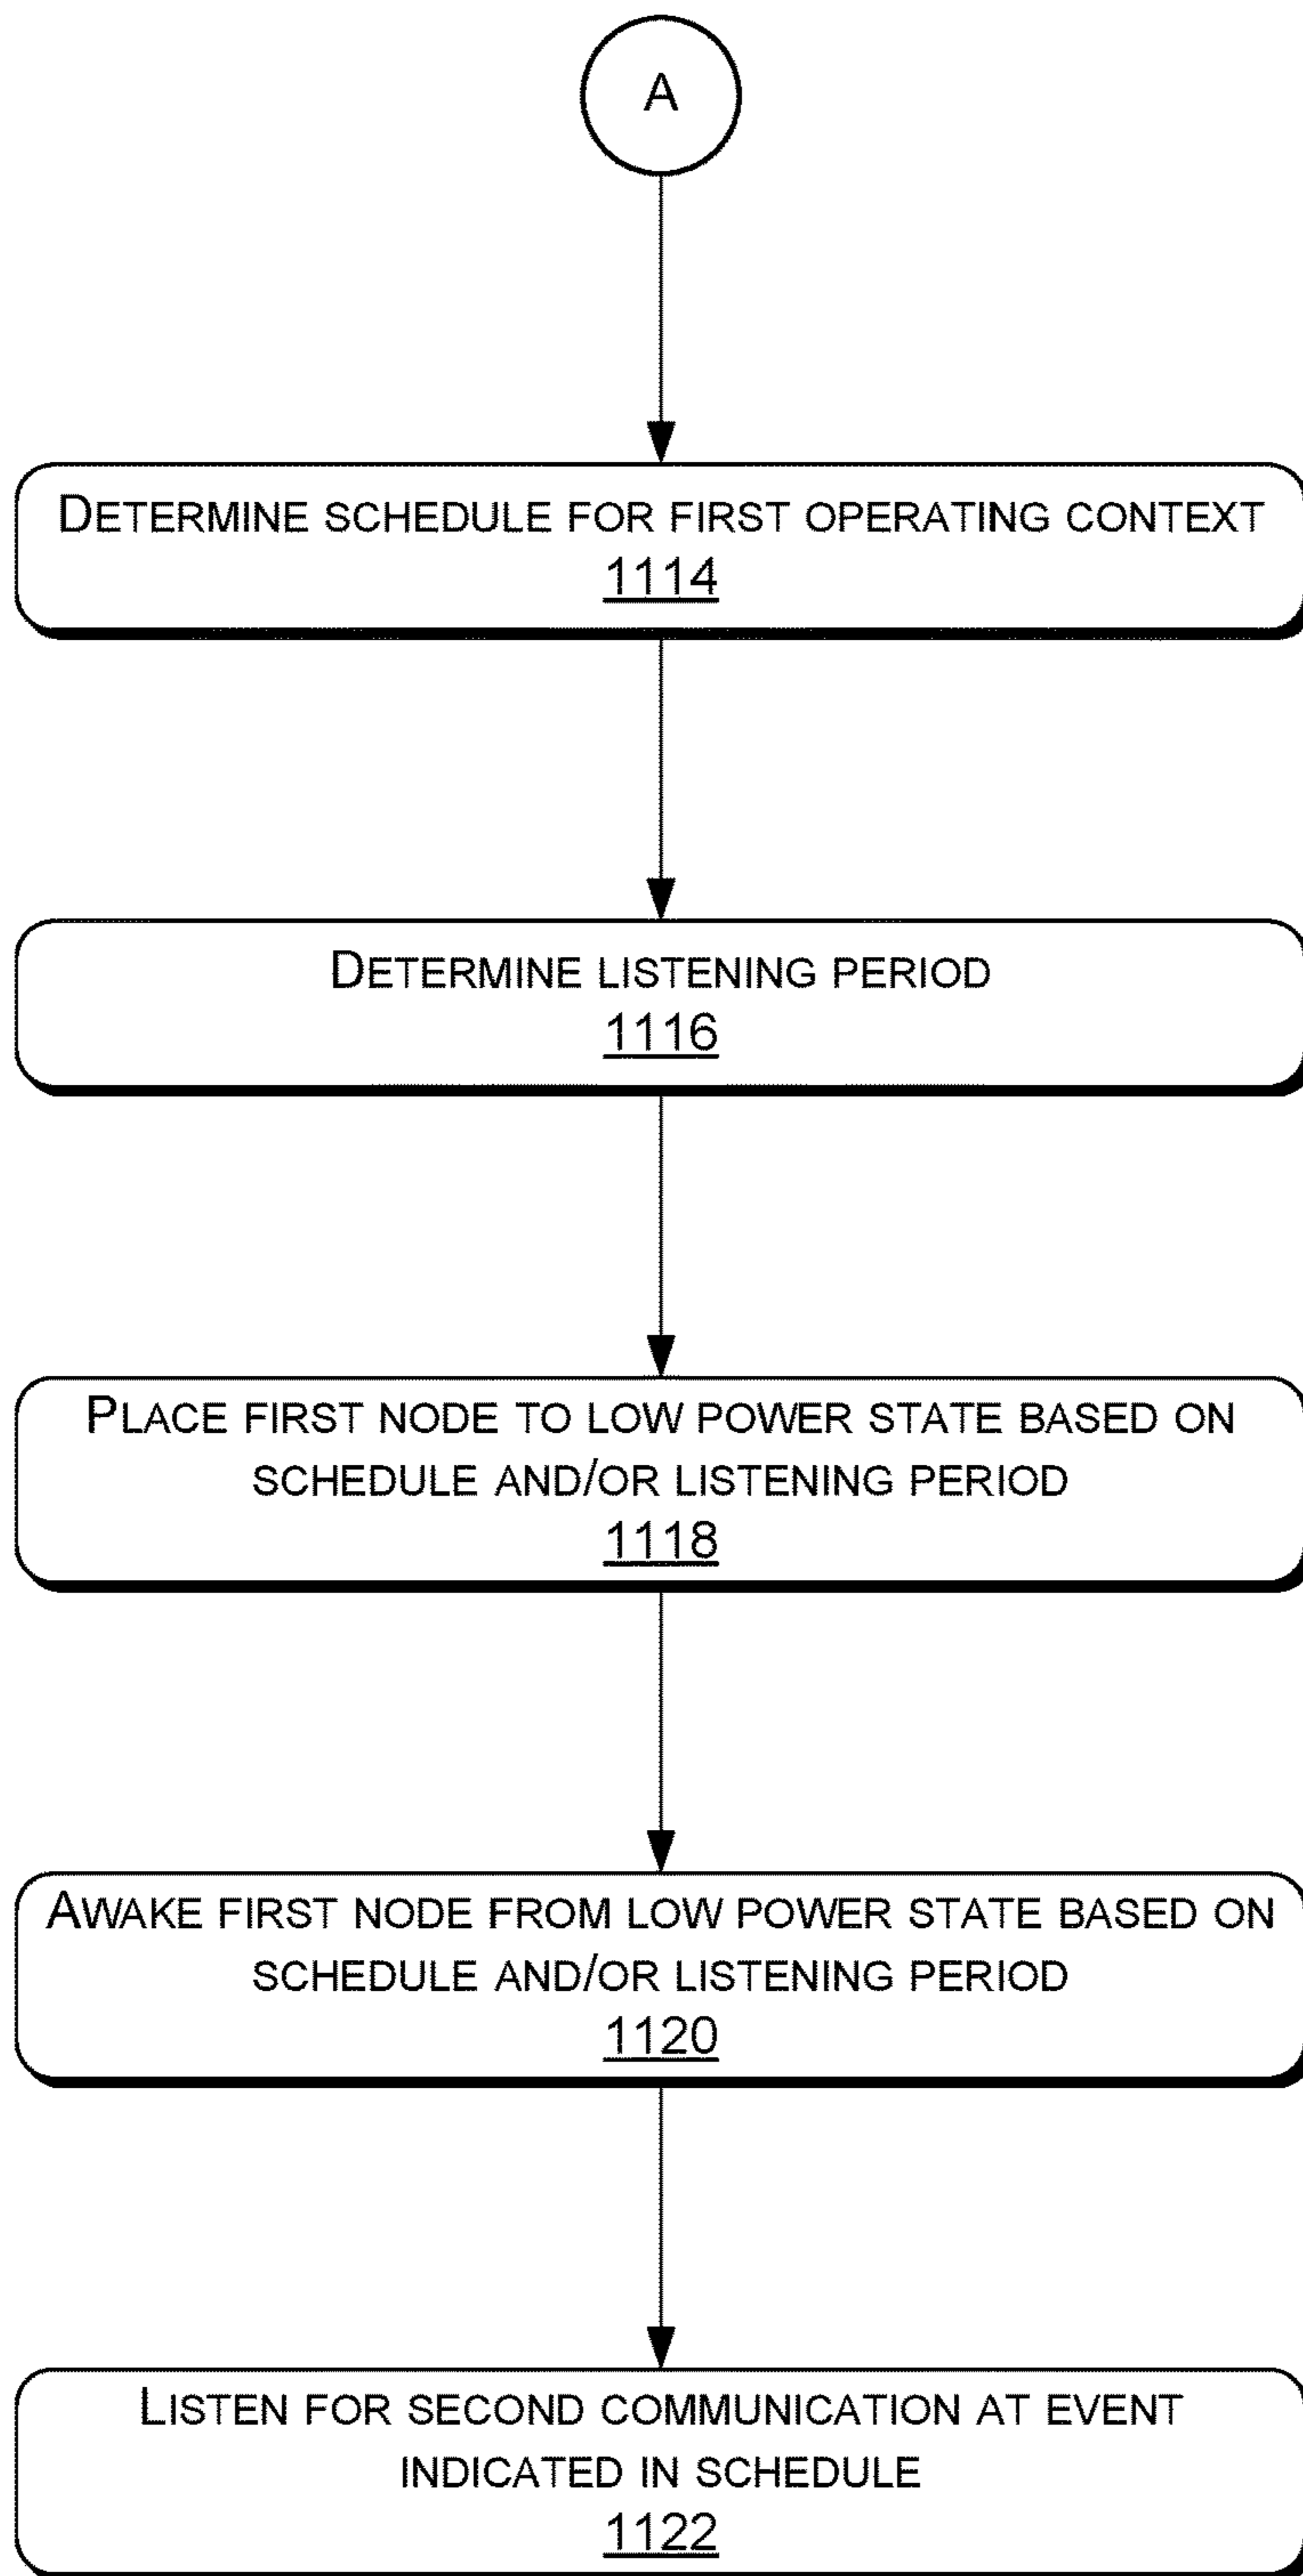 A
DETERMINE SCHEDULE FOR FIRST OPERATING CONTEXT
1114
DETERMINE LISTENING PERIOD
1116
PLACE FIRST NODE TO LOW POWER STATE BASED ON
SCHEDULE AND/OR LISTENING PERIOD
1118
AWAKE FIRST NODE FROM LOW POWER STATE BASED ON
SCHEDULE AND/OR LISTENING PERIOD
1120
LISTEN FOR SECOND COMMUNICATION AT EVENT
INDICATED IN SCHEDULE
1122